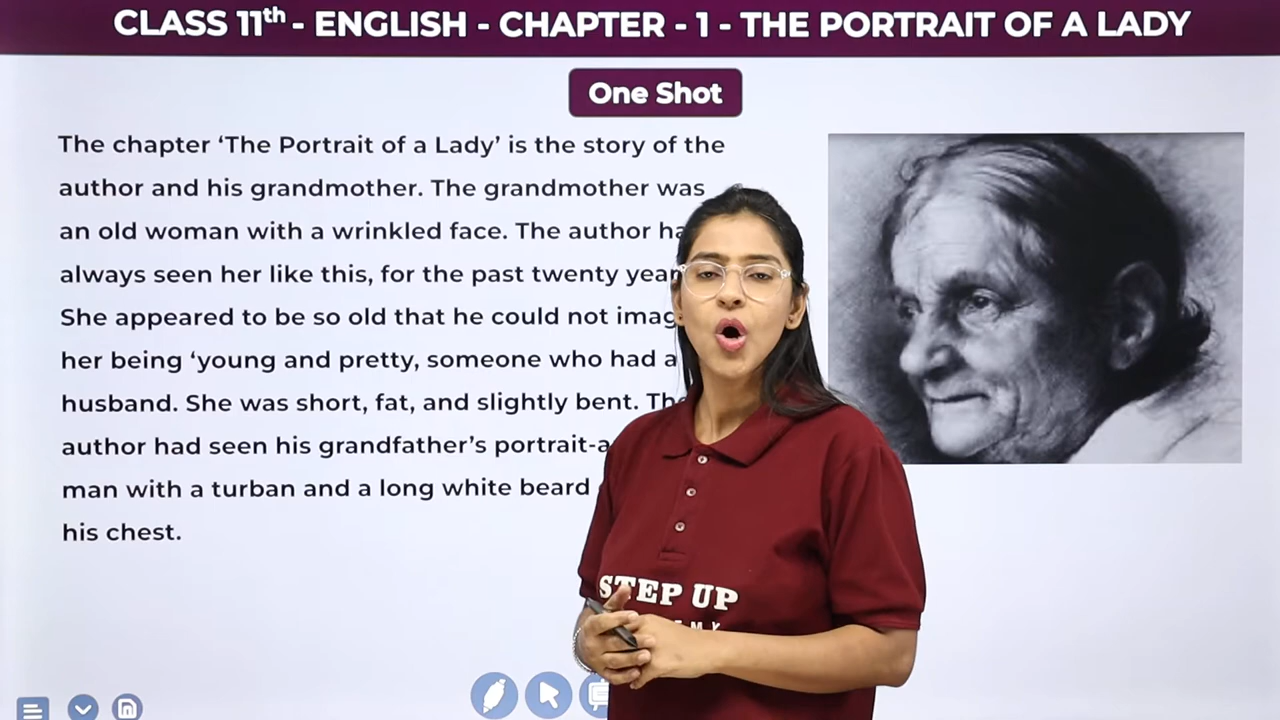 CLASS 11th - ENGLISH - CHAPTER - 1 - THE PORTRAIT OF A LADY
One Shot
The chapter ‘The Portrait of a Lady’ is the story of the
author and his grandmother. The grandmother was
an old woman with a wrinkled face. The author
always seen her like this, for the past twenty
She appeared to be so old that he could not
her being ‘young and pretty, someone who had a
husband. She was short, fat, and slightly bent.
author had seen his grandfather’s portrait-a
man with a turban and a long white beard
his chest.
STEP UP